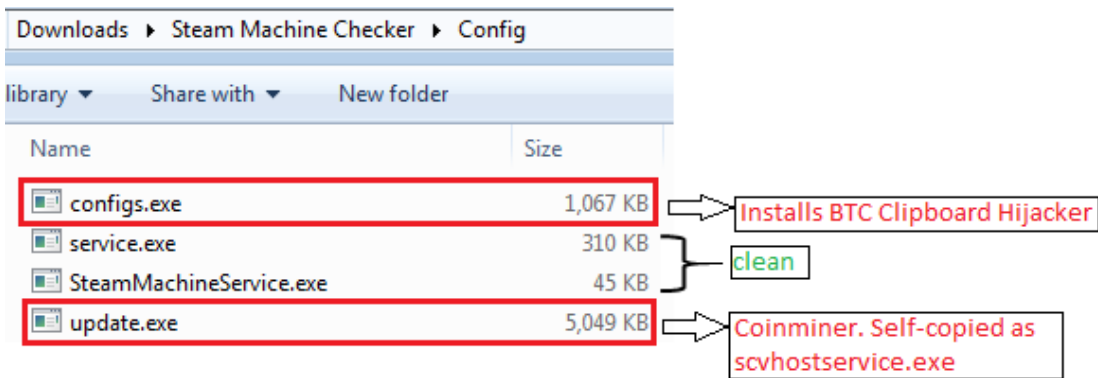 Downloads ▸ Steam Machine Checker ▸ Config
library ▾ Share with ▾ New folder
Name Size
configs.exe 1,067 KB Installs BTC Clipboard Hijacker
service.exe 310 KB
clean
SteamMachineService.exe 45 KB
update.exe 5,049 KB Coinminer. Self-copied as
scvhostservice.exe